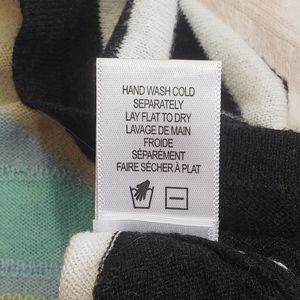 HAND WASH COLD
SEPARATELY
LAY FLAT TO DRY
LAVAGE DE MAIN
FROIDE
SÉPARÉMENT
FAIRE SÉCHER À PLAT